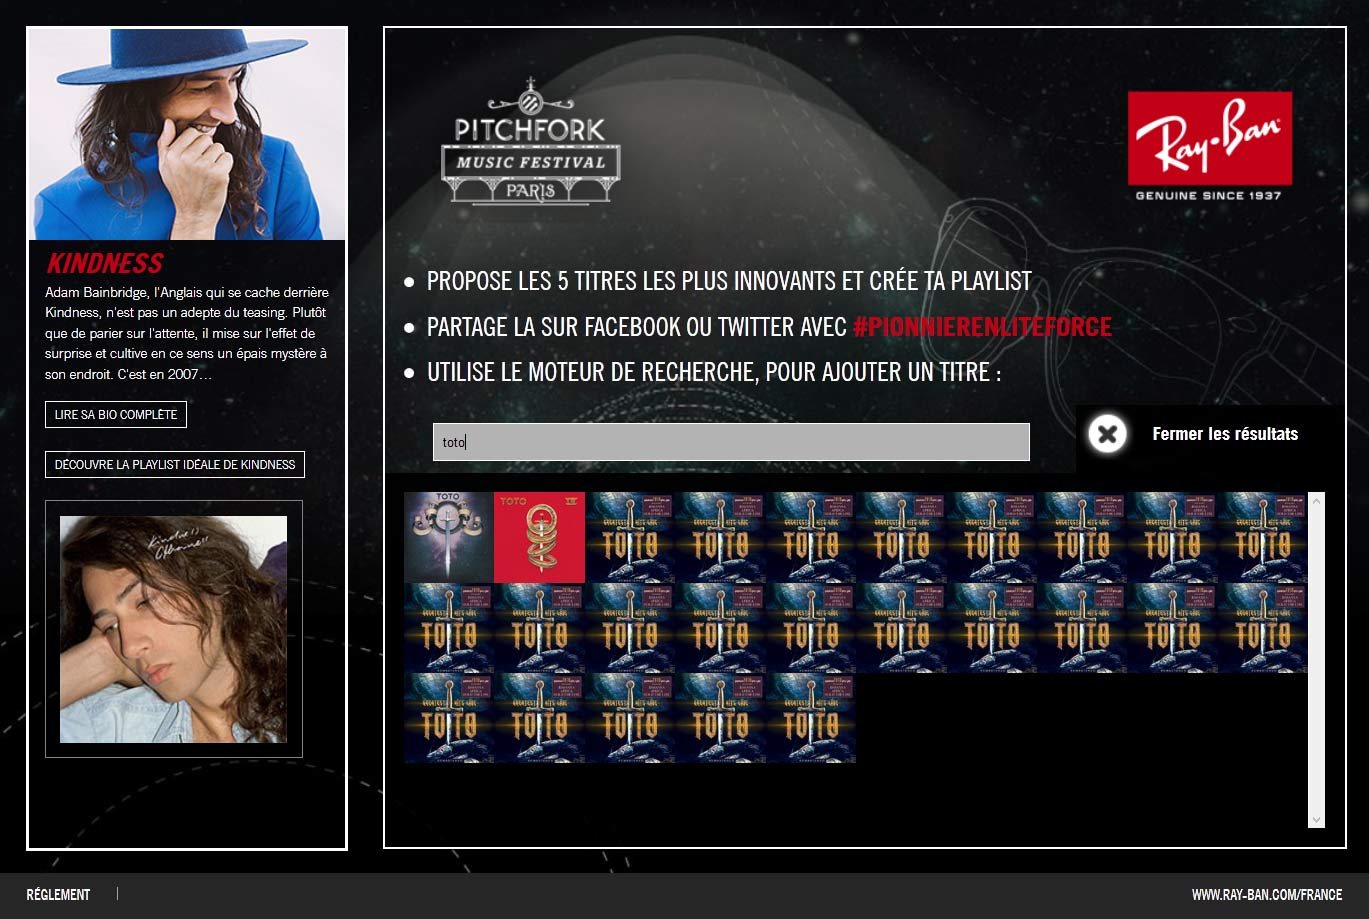 KINDNESS
Adam Bainbridge, l'Anglais qui se cache derrière
Kindness, n'est pas un adepte du teasing. Plutôt
que de parier sur l'attente, il mise sur l'effet de
surprise et cultive en ce sens un épais mystère à
son endroit. C'est en 2007…
LIRE SA BIO COMPLÈTE
DÉCOUVRE LA PLAYLIST IDÉALE DE KINDNESS
PITCHFORK
MUSIC FESTIVAL
PARIS
Ray-Ban
GENUINE SINCE 1937
PROPOSE LES 5 TITRES LES PLUS INNOVANTS ET CRÉE TA PLAYLIST
PARTAGE LA SUR FACEBOOK OU TWITTER AVEC #PIONNIERENLITEFORCE
UTILISE LE MOTEUR DE RECHERCHE, POUR AJOUTER UN TITRE :
toto
Fermer les résultats
TOTO
TOTO
TOTO TOTO TOTO TOTO TOTO TOTO TOTO TOTO
TOTO TOTO TOTO TOTO TOTO TOTO TOTO TOTO TOTO TOTO
TOTO TOTO TOTO TOTO TOTO
RÉGLEMENT
WWW.RAY-BAN.COM/FRANCE